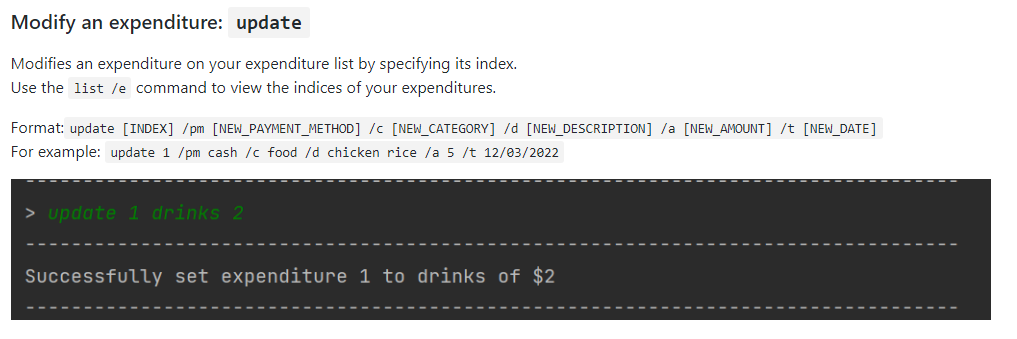 Modify an expenditure: update
Modifies an expenditure on your expenditure list by specifying its index.
Use the list /e command to view the indices of your expenditures.
Format: update [INDEX] /pm [NEW_PAYMENT_METHOD] /c [NEW_CATEGORY] /d [NEW_DESCRIPTION] /a [NEW_AMOUNT] /t [NEW_DATE]
For example: update 1 /pm cash /c food /d chicken rice /a 5 /t 12/03/2022
> update 1 drinks 2
Successfully set expenditure 1 to drinks of $2